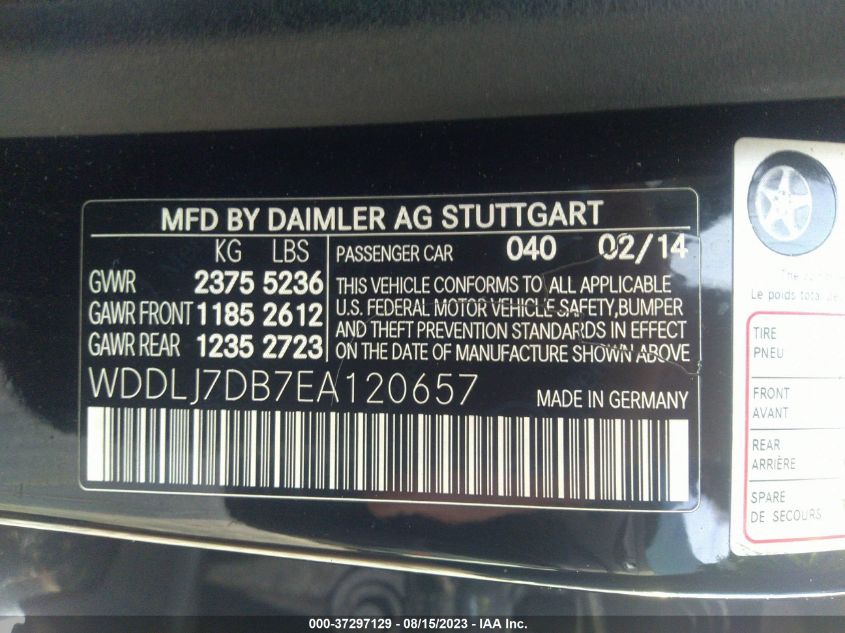 MFD BY DAIMLER AG STUTTGART
KG LBS
GVWR 2375 5236
GAWR FRONT 1185 2612
GAWR REAR 1235 2723
PASSENGER CAR 040 02/14
THIS VEHICLE CONFORMS TO ALL APPLICABLE
U.S. FEDERAL MOTOR VEHICLE SAFETY,BUMPER
AND THEFT PREVENTION STANDARDS IN EFFECT
ON THE DATE OF MANUFACTURE SHOWN ABOVE
WDDLJ7DB7EA120657
MADE IN GERMANY
The
Le poids total
TIRE
PNEU
FRONT
AVANT
REAR
ARRIÈRE
SPARE
DE SECOURS
000-37297129 - 08/15/2023 - IAA Inc.